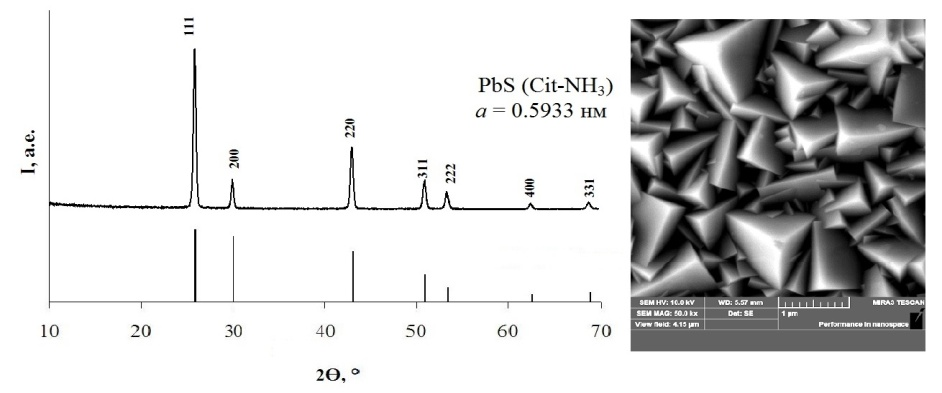 111
200
220
311
222
400
331
PbS (Cit-NH₃)
a = 0.5933 нм
I, a.e.
10 20 30 40 50 60 70
2Θ, °
SEM HV: 10.0 kV WD: 5.57 mm MIRA3 TESCAN
SEM MAG: 50.0 kx Det: SE 1 µm
View field: 4.15 µm Performance in nanospace